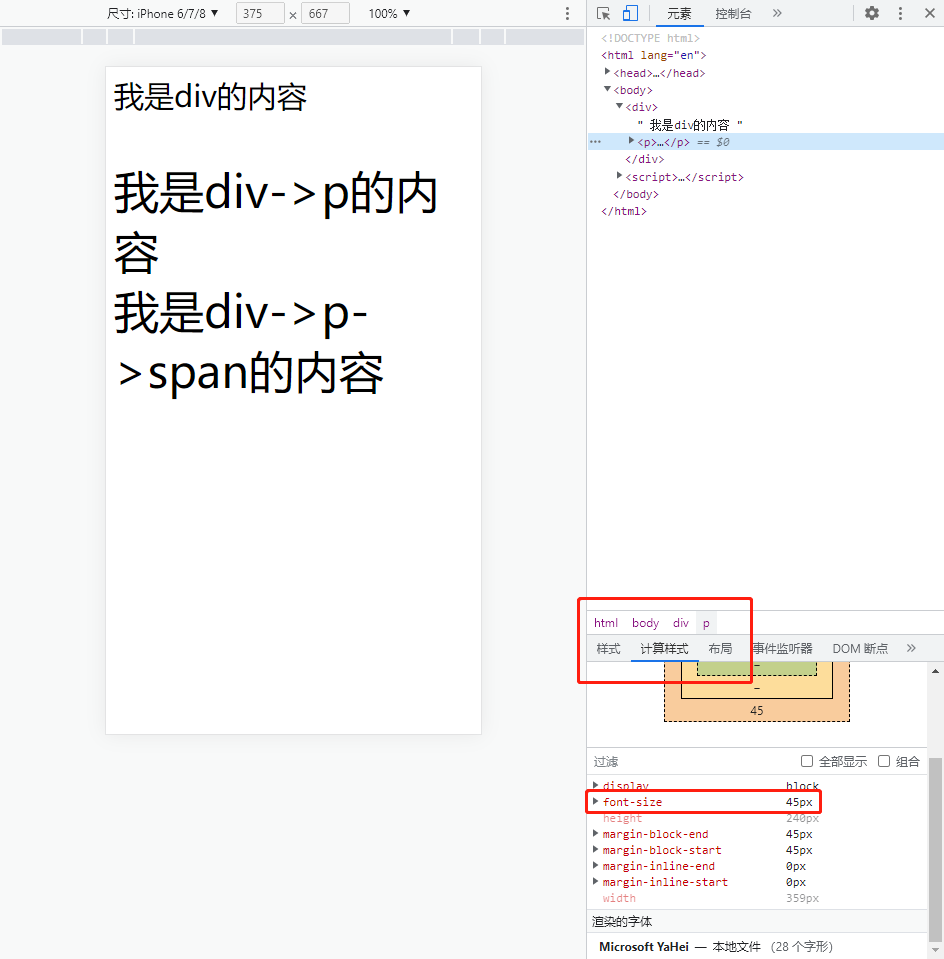 尺寸: iPhone 6/7/8 ▼ 375 × 667 100% ▼
元素 控制台 »
我是div的内容
我是div->p的内
容
我是div->p-
>span的内容
<!DOCTYPE html>
<html lang="en">
<head>…</head>
<body>
<div>
" 我是div的内容 "
<p>…</p> == $0
</div>
<script>…</script>
</body>
</html>
html body div p
样式 计算样式 布局 事件监听器 DOM 断点 »
–
–
45
过滤 全部显示 组合
display block
font-size 45px
height 240px
margin-block-end 45px
margin-block-start 45px
margin-inline-end 0px
margin-inline-start 0px
width 359px
渲染的字体
Microsoft YaHei — 本地文件 (28 个字形)